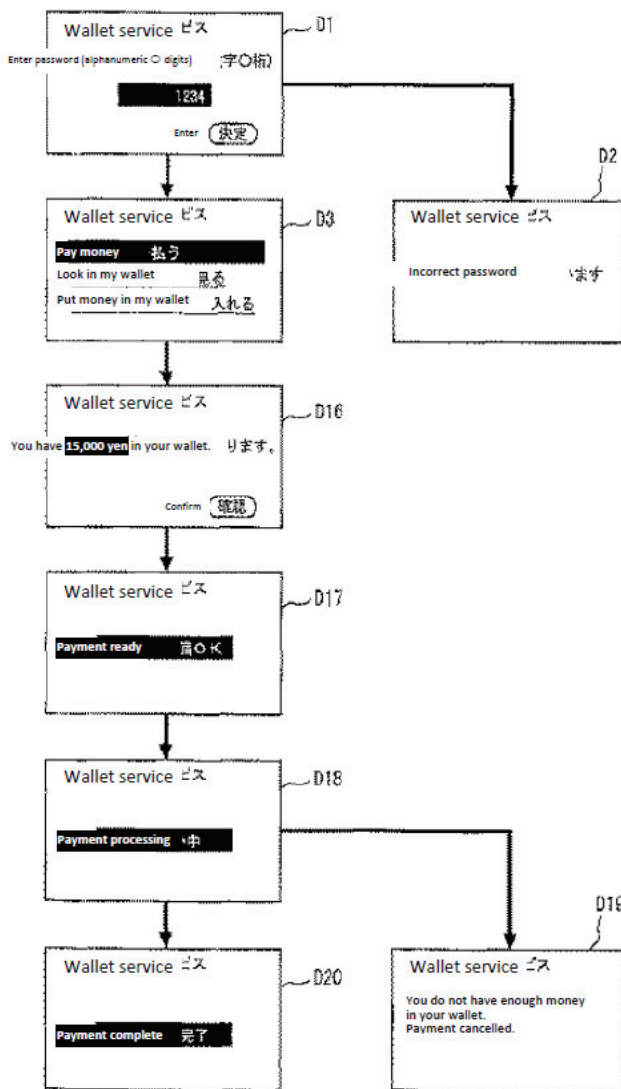 Wallet service ビス
D1
Enter password (alphanumeric ○ digits) 字○桁)
1234
Enter 決定
D2
Wallet service ビス
Incorrect password います
Wallet service ビス
D3
Pay money 払う
Look in my wallet 見る
Put money in my wallet 入れる
Wallet service ビス
D16
You have 15,000 yen in your wallet. ります。
Confirm 確認
Wallet service ビス
D17
Payment ready 備OK
Wallet service ビス
D18
Payment processing 中
D19
Wallet service ビス
You do not have enough money
in your wallet.
Payment cancelled.
Wallet service ビス
D20
Payment complete 完了